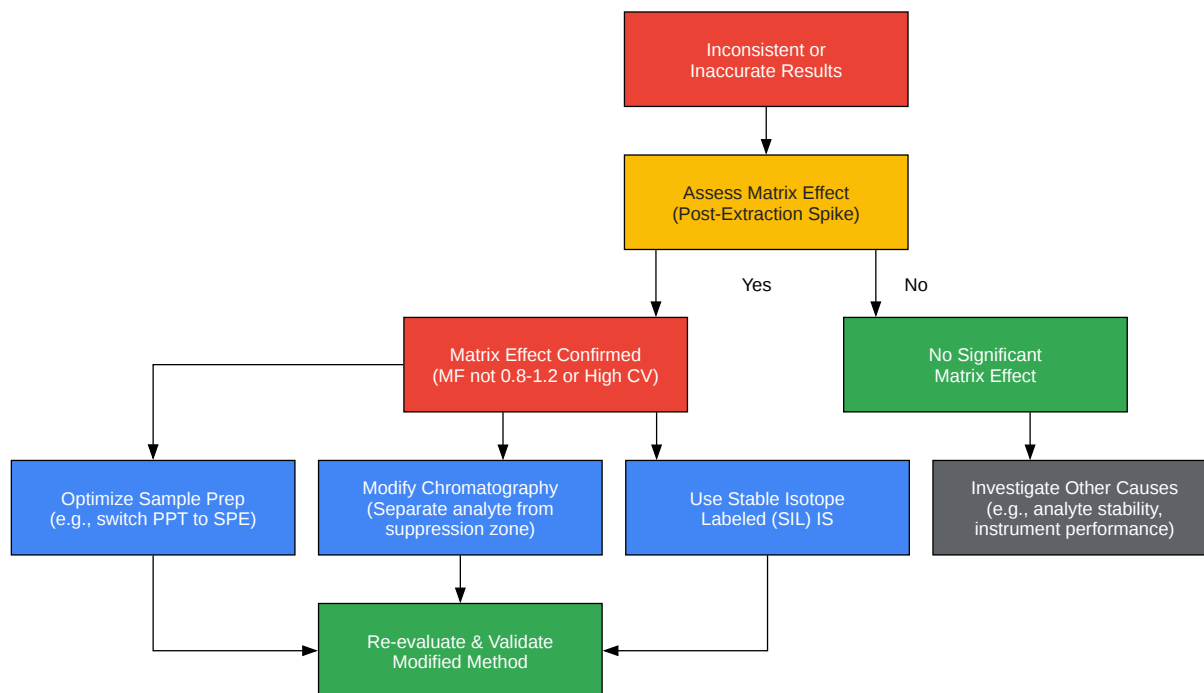 Inconsistent or
Inaccurate Results
Assess Matrix Effect
(Post-Extraction Spike)
Yes
No
Matrix Effect Confirmed
(MF not 0.8-1.2 or High CV)
No Significant
Matrix Effect
Optimize Sample Prep
(e.g., switch PPT to SPE)
Modify Chromatography
(Separate analyte from
suppression zone)
Use Stable Isotope
Labeled (SIL) IS
Investigate Other Causes
(e.g., analyte stability,
instrument performance)
Re-evaluate & Validate
Modified Method